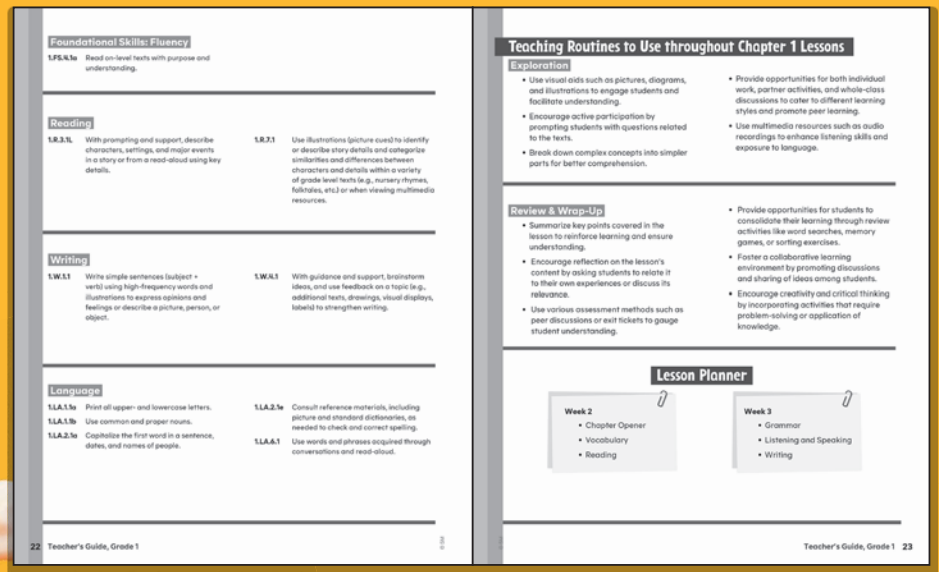 Foundational Skills: Fluency
1.FS.4.1a Read on-level texts with purpose and
understanding.
Reading
1.R.3.1L With prompting and support, describe
characters, settings, and major events
in a story or from a read-aloud using key
details.
1.R.7.1 Use illustrations (picture cues) to identify
or describe story details and categorize
similarities and differences between
characters and details within a variety
of grade level texts (e.g., nursery rhymes,
folktales, etc.) or when viewing multimedia
resources.
Writing
1.W.1.1 Write simple sentences (subject +
verb) using high-frequency words and
illustrations to express opinions and
feelings or describe a picture, person, or
object.
1.W.4.1 With guidance and support, brainstorm
ideas, and use feedback on a topic (e.g.,
additional texts, drawings, visual displays,
labels) to strengthen writing.
Language
1.LA.1.1a Print all upper- and lowercase letters.
1.LA.1.1b Use common and proper nouns.
1.LA.2.1a Capitalize the first word in a sentence,
dates, and names of people.
1.LA.2.1e Consult reference materials, including
picture and standard dictionaries, as
needed to check and correct spelling.
1.LA.6.1 Use words and phrases acquired through
conversations and read-aloud.
22 Teacher's Guide, Grade 1
Teaching Routines to Use throughout Chapter 1 Lessons
Exploration
• Use visual aids such as pictures, diagrams,
and illustrations to engage students and
facilitate understanding.
• Encourage active participation by
prompting students with questions related
to the texts.
• Break down complex concepts into simpler
parts for better comprehension.
• Provide opportunities for both individual
work, partner activities, and whole-class
discussions to cater to different learning
styles and promote peer learning.
• Use multimedia resources such as audio
recordings to enhance listening skills and
exposure to language.
Review & Wrap-Up
• Summarize key points covered in the
lesson to reinforce learning and ensure
understanding.
• Encourage reflection on the lesson's
content by asking students to relate it
to their own experiences or discuss its
relevance.
• Use various assessment methods such as
peer discussions or exit tickets to gauge
student understanding.
• Provide opportunities for students to
consolidate their learning through review
activities like word searches, memory
games, or sorting exercises.
• Foster a collaborative learning
environment by promoting discussions
and sharing of ideas among students.
• Encourage creativity and critical thinking
by incorporating activities that require
problem-solving or application of
knowledge.
Lesson Planner
Week 2
• Chapter Opener
• Vocabulary
• Reading
Week 3
• Grammar
• Listening and Speaking
• Writing
Teacher's Guide, Grade 1 23